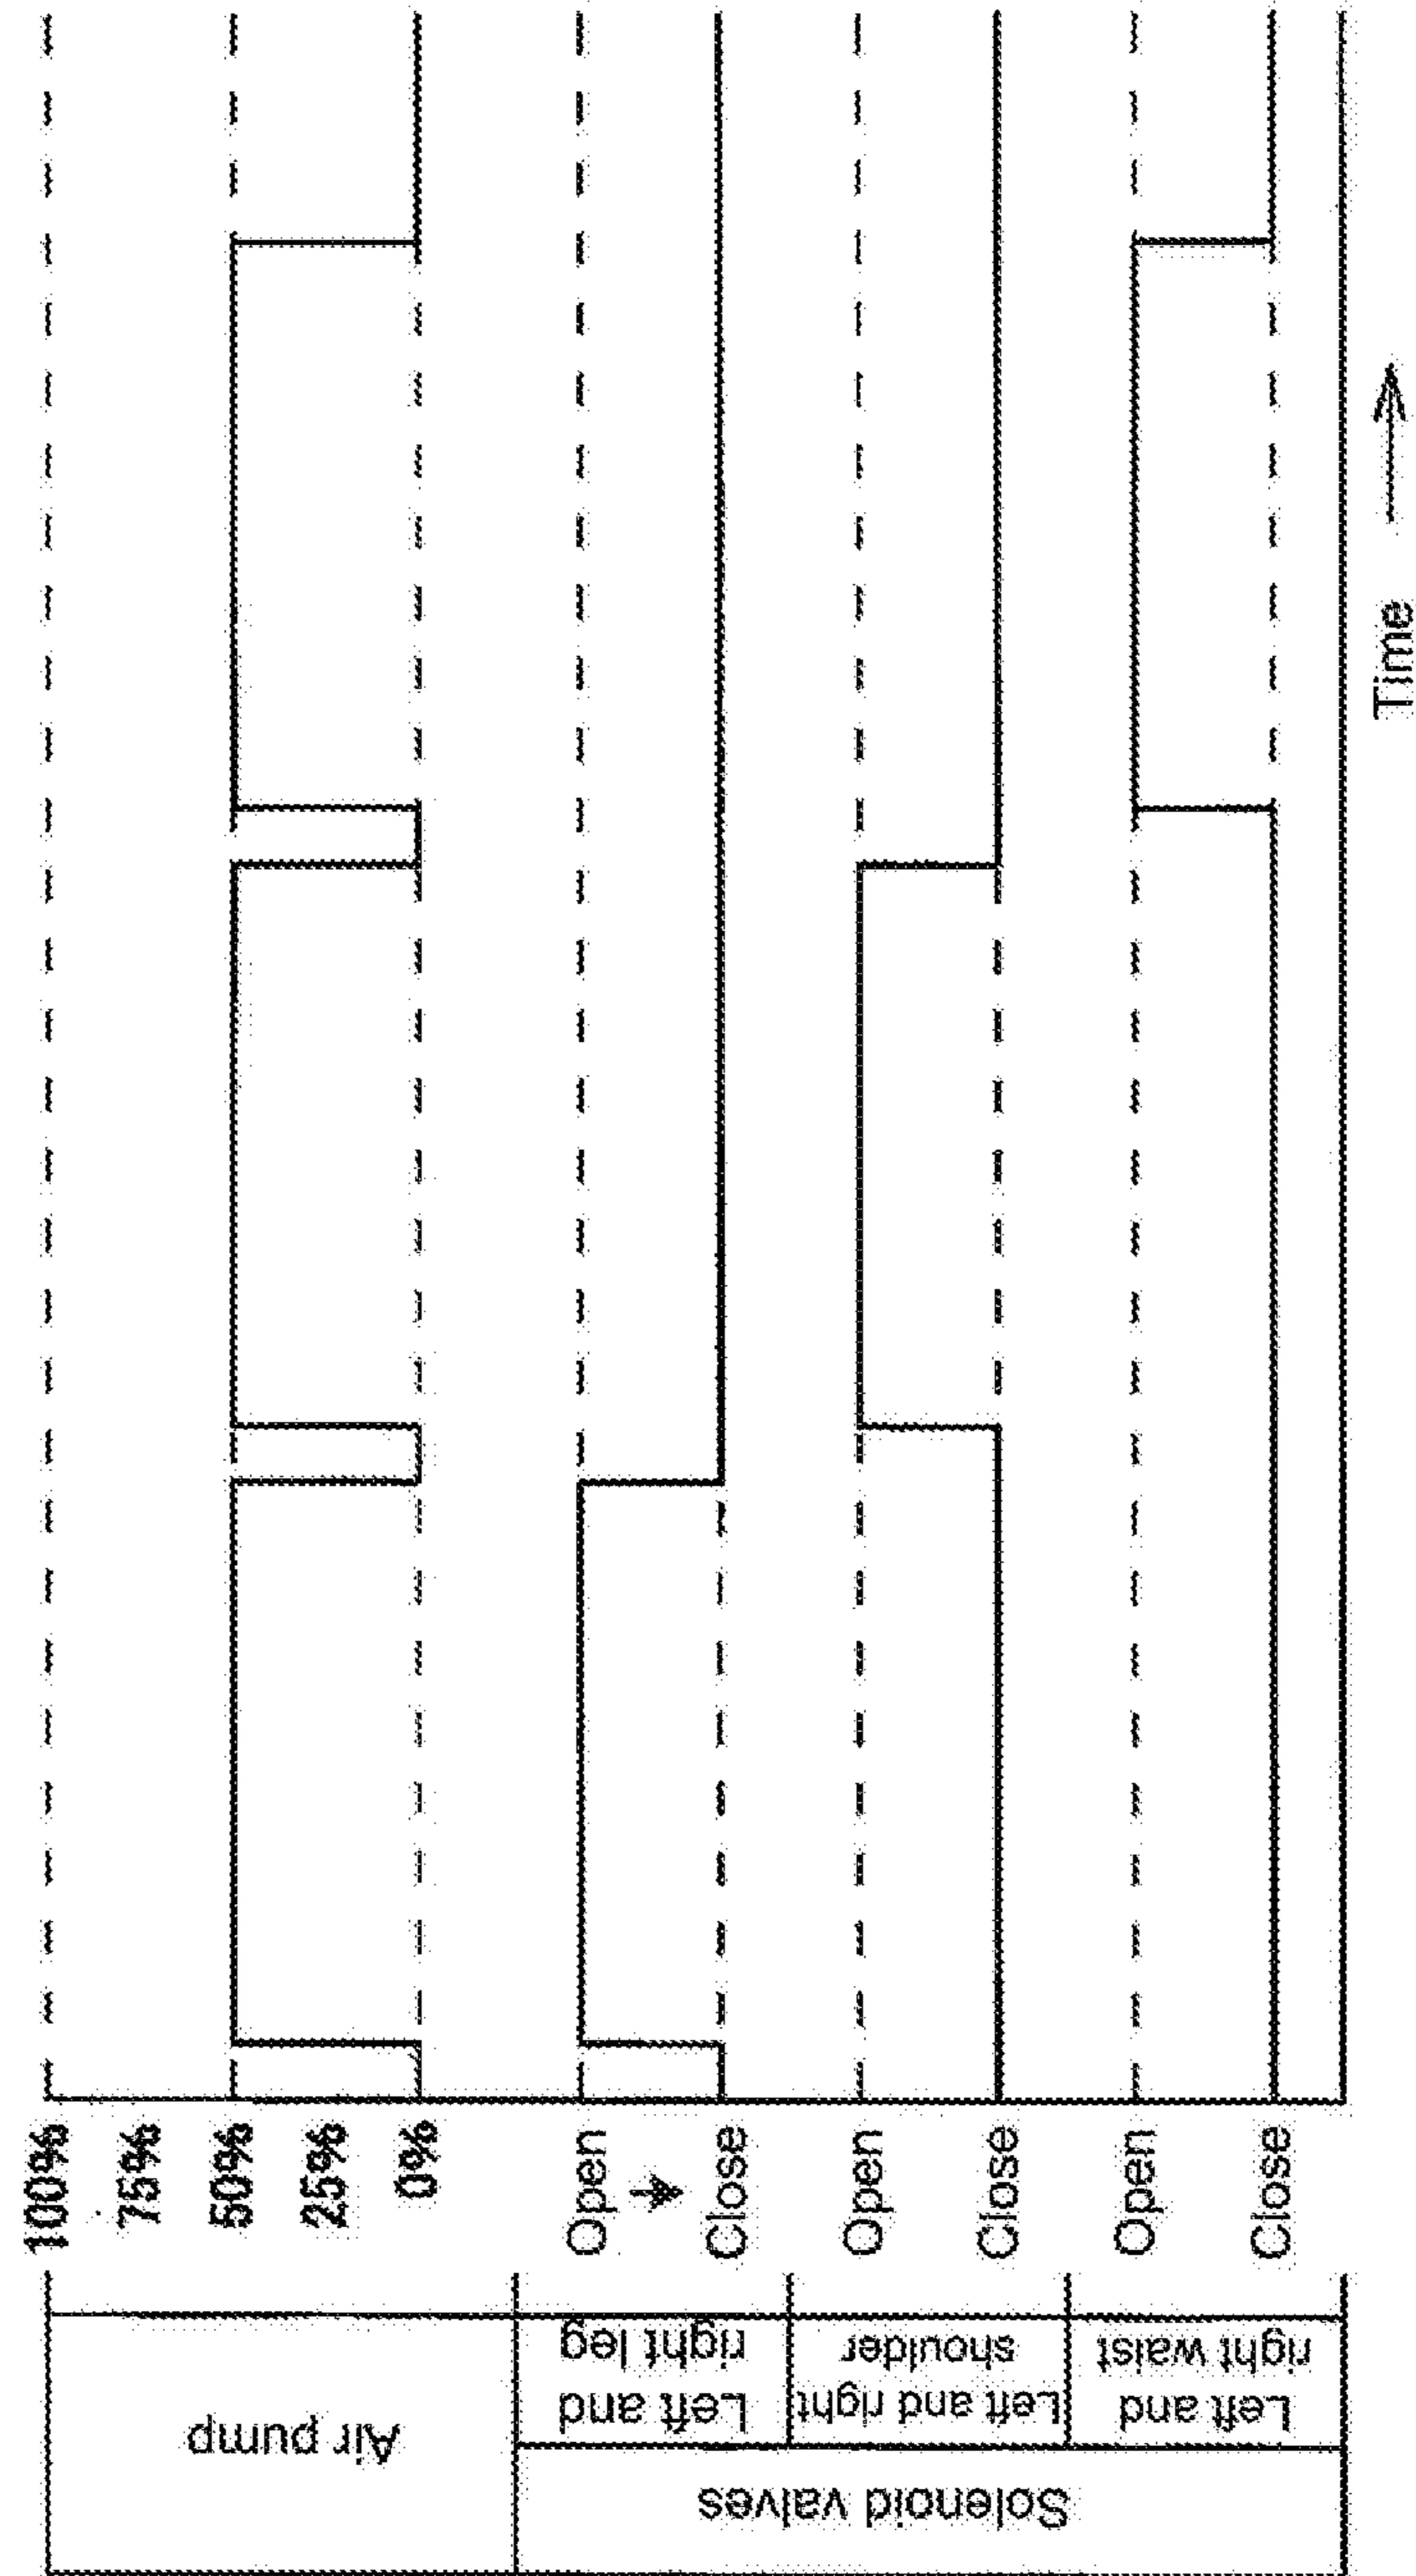 100%
75%
50%
25%
0%
Open
Close
Open
Close
Open
Close
Air pump
Solenoid valves
Left and
right leg
Left and right
shoulder
Left and
right waist
Time